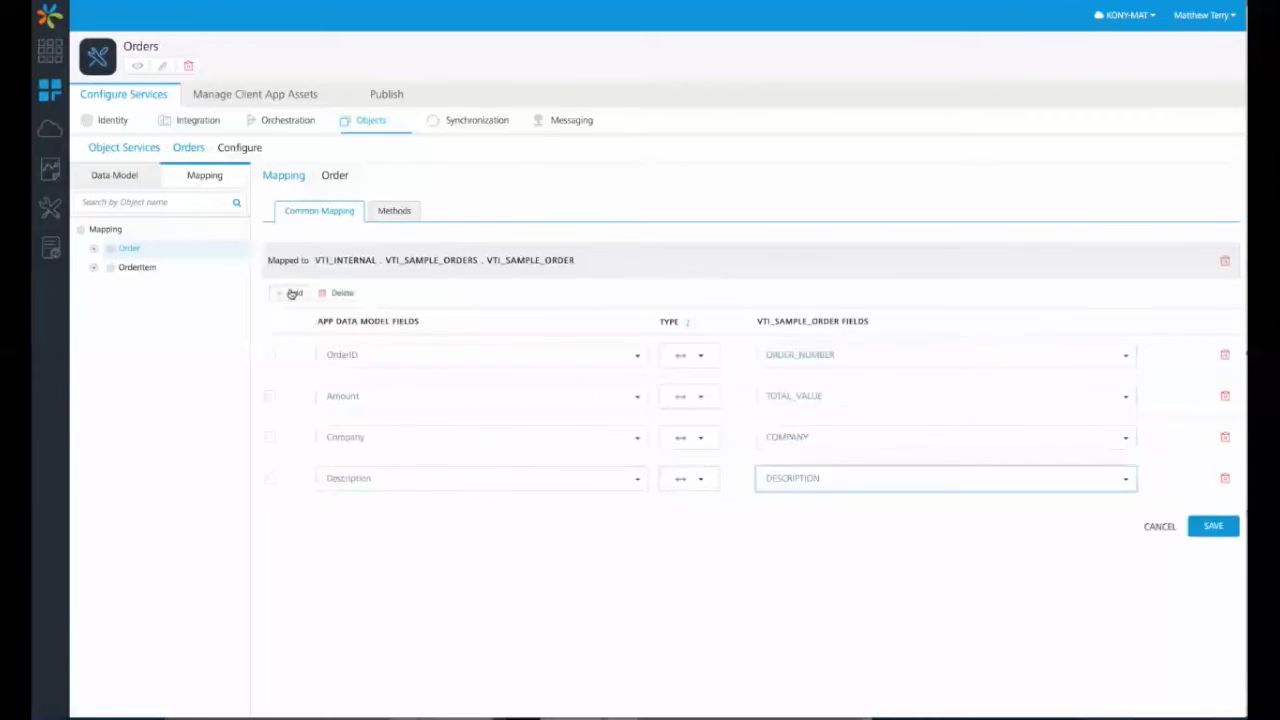 KONY-MAT
Matthew Terry
Orders
Configure Services
Manage Client App Assets
Publish
Identity
Integration
Orchestration
Objects
Synchronization
Messaging
Object Services
Orders
Configure
Data Model
Mapping
Mapping
Order
Search by Object name
Common Mapping
Methods
Mapping
Order
OrderItem
Mapped to VTI_INTERNAL . VTI_SAMPLE_ORDERS . VTI_SAMPLE_ORDER
Delete
APP DATA MODEL FIELDS
TYPE
VTI_SAMPLE_ORDER FIELDS
OrderID
ORDER_NUMBER
Amount
TOTAL_VALUE
Company
COMPANY
Description
DESCRIPTION
CANCEL
SAVE